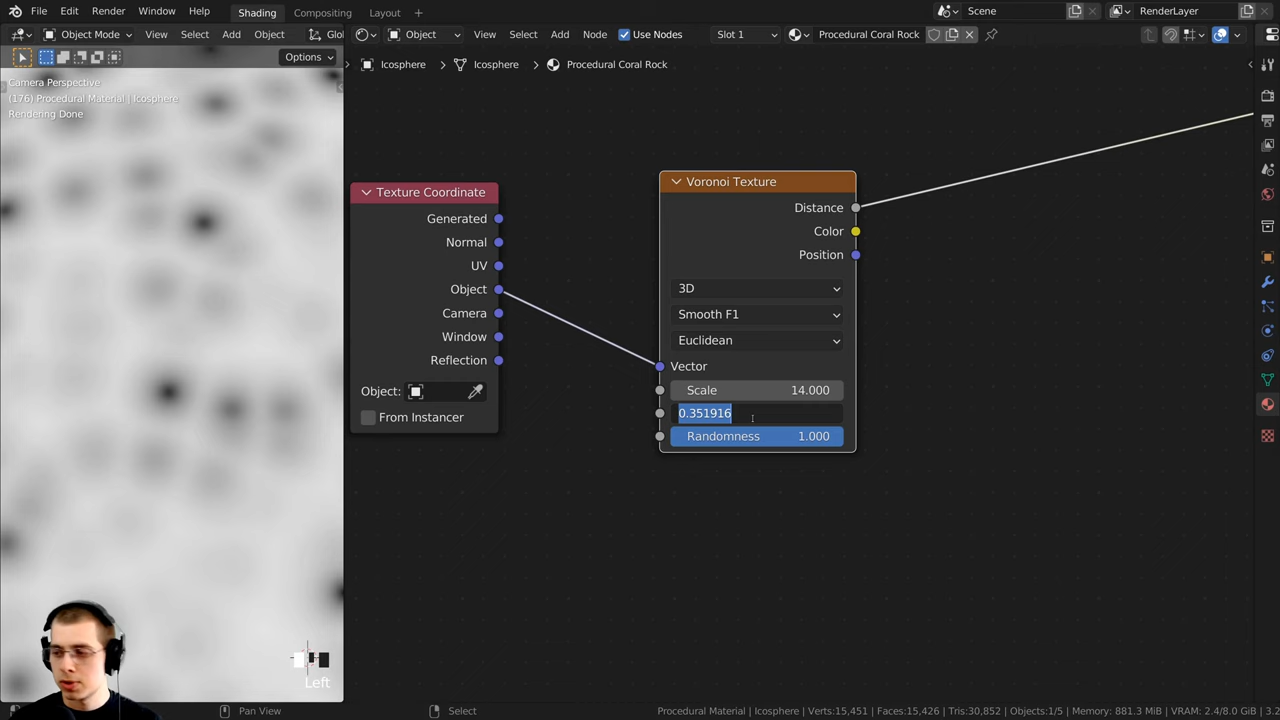 File Edit Render Window Help Shading Compositing Layout + Scene RenderLayer
Object Mode View Select Add Object Glol Object View Select Add Node Use Nodes Slot 1 Procedural Coral Rock
Options
Icosphere > Icosphere > Procedural Coral Rock
Camera Perspective
(176) Procedural Material | Icosphere
Rendering Done
Texture Coordinate
Generated
Normal
UV
Object
Camera
Window
Reflection
Object:
From Instancer
Voronoi Texture
Distance
Color
Position
3D
Smooth F1
Euclidean
Vector
Scale 14.000
0.351916
Randomness 1.000
Left
Pan View Select Procedural Material | Icosphere | Verts:15,451 | Faces:15,426 | Tris:30,852 | Objects:1/5 | Memory: 881.3 MiB | VRAM: 2.4/8.0 GiB | 3.2